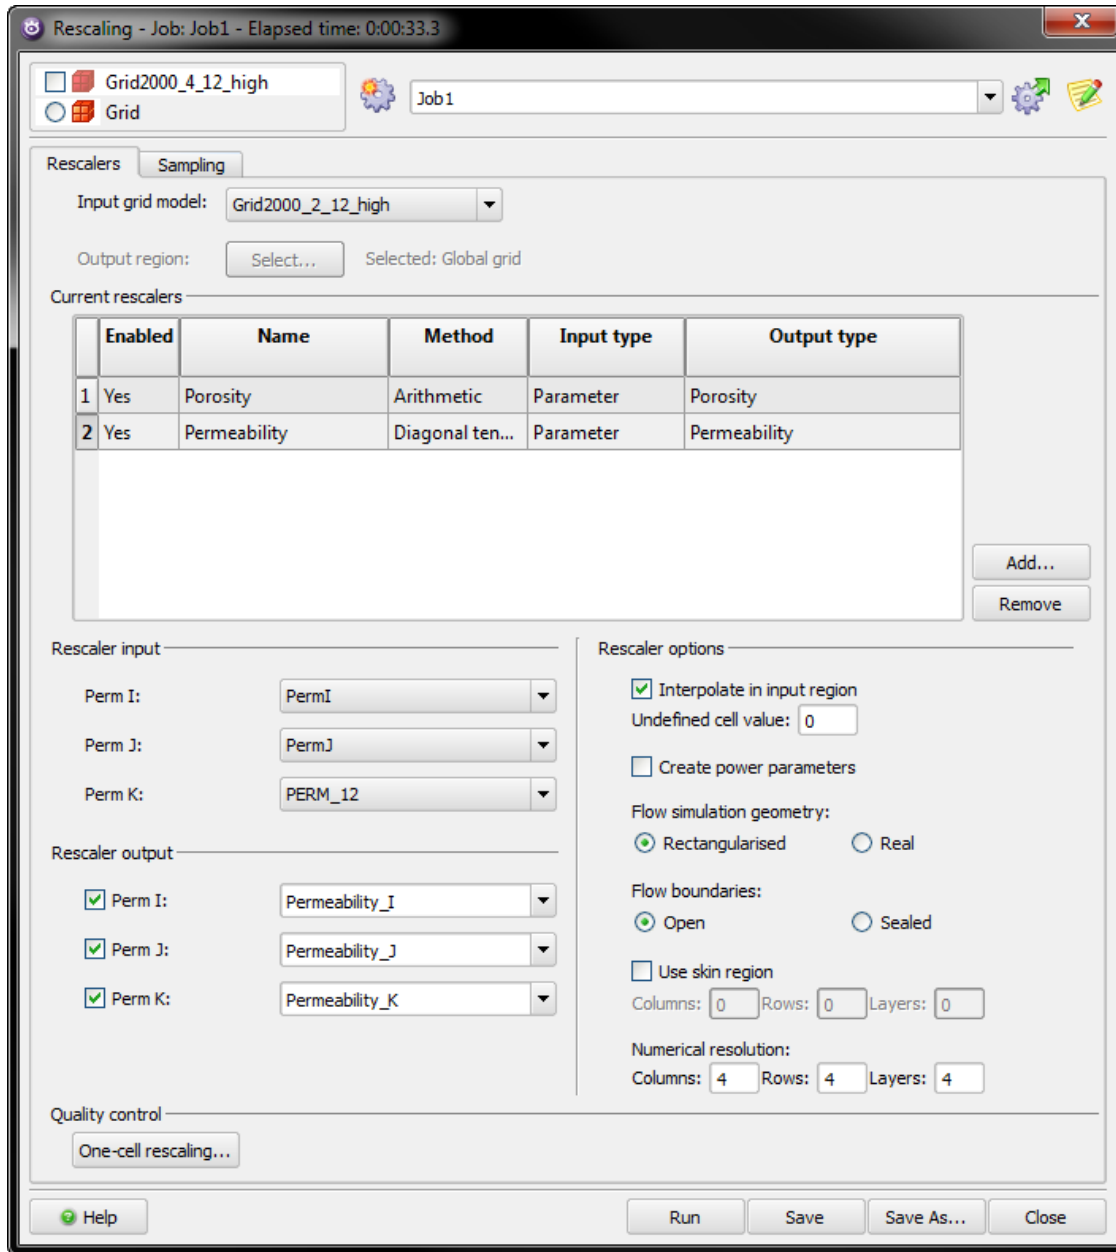 Rescaling - Job: Job1 - Elapsed time: 0:00:33.3
Grid2000_4_12_high
Grid
Job1
Rescalers Sampling
Input grid model: Grid2000_2_12_high
Output region: Select... Selected: Global grid
Current rescalers
Enabled Name Method Input type Output type
1 Yes Porosity Arithmetic Parameter Porosity
2 Yes Permeability Diagonal ten... Parameter Permeability
Add...
Remove
Rescaler input
Perm I: PermI
Perm J: PermJ
Perm K: PERM_12
Rescaler output
Perm I: Permeability_I
Perm J: Permeability_J
Perm K: Permeability_K
Rescaler options
Interpolate in input region
Undefined cell value: 0
Create power parameters
Flow simulation geometry:
Rectangularised Real
Flow boundaries:
Open Sealed
Use skin region
Columns: 0 Rows: 0 Layers: 0
Numerical resolution:
Columns: 4 Rows: 4 Layers: 4
Quality control
One-cell rescaling...
Help Run Save Save As... Close